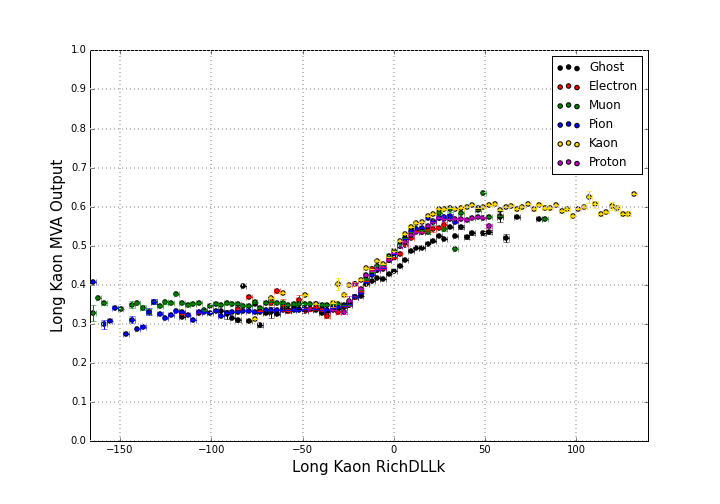 1.0
0.9
0.8
0.7
0.6
0.5
0.4
0.3
0.2
0.1
0.0
Long Kaon MVA Output
Ghost
Electron
Muon
Pion
Kaon
Proton
−150 −100 −50 0 50 100
Long Kaon RichDLLk